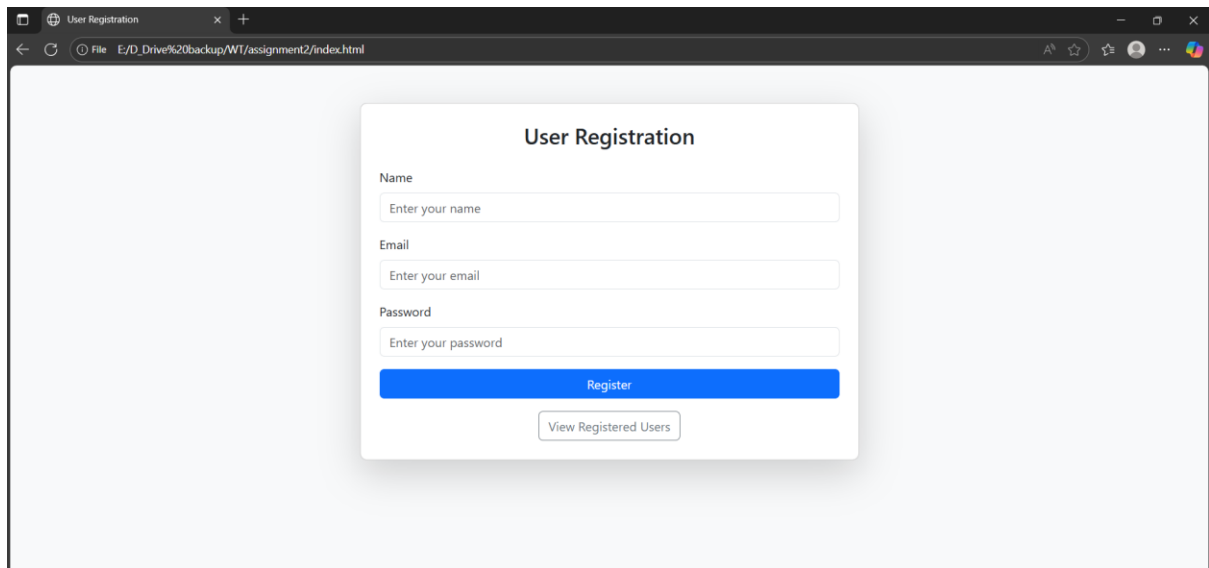 User Registration
File E:/D_Drive%20backup/WT/assignment2/index.html
User Registration
Name
Enter your name
Email
Enter your email
Password
Enter your password
Register
View Registered Users